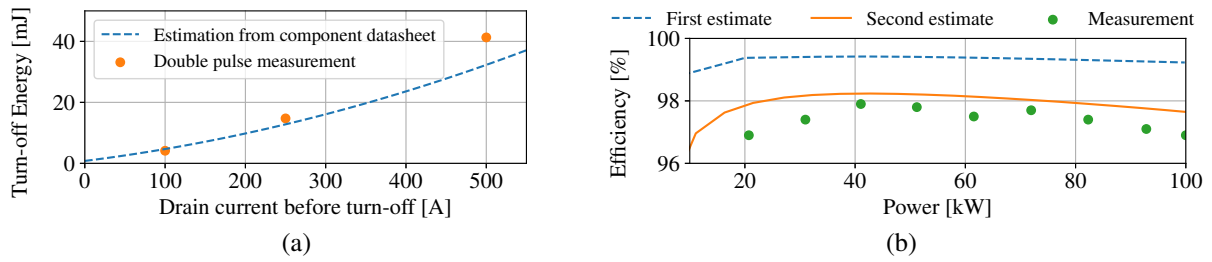 Turn-off Energy [mJ]
40
20
0
Estimation from component datasheet
Double pulse measurement
0 100 200 300 400 500
Drain current before turn-off [A]
(a)
First estimate Second estimate Measurement
Efficiency [%]
100
98
96
20 40 60 80 100
Power [kW]
(b)